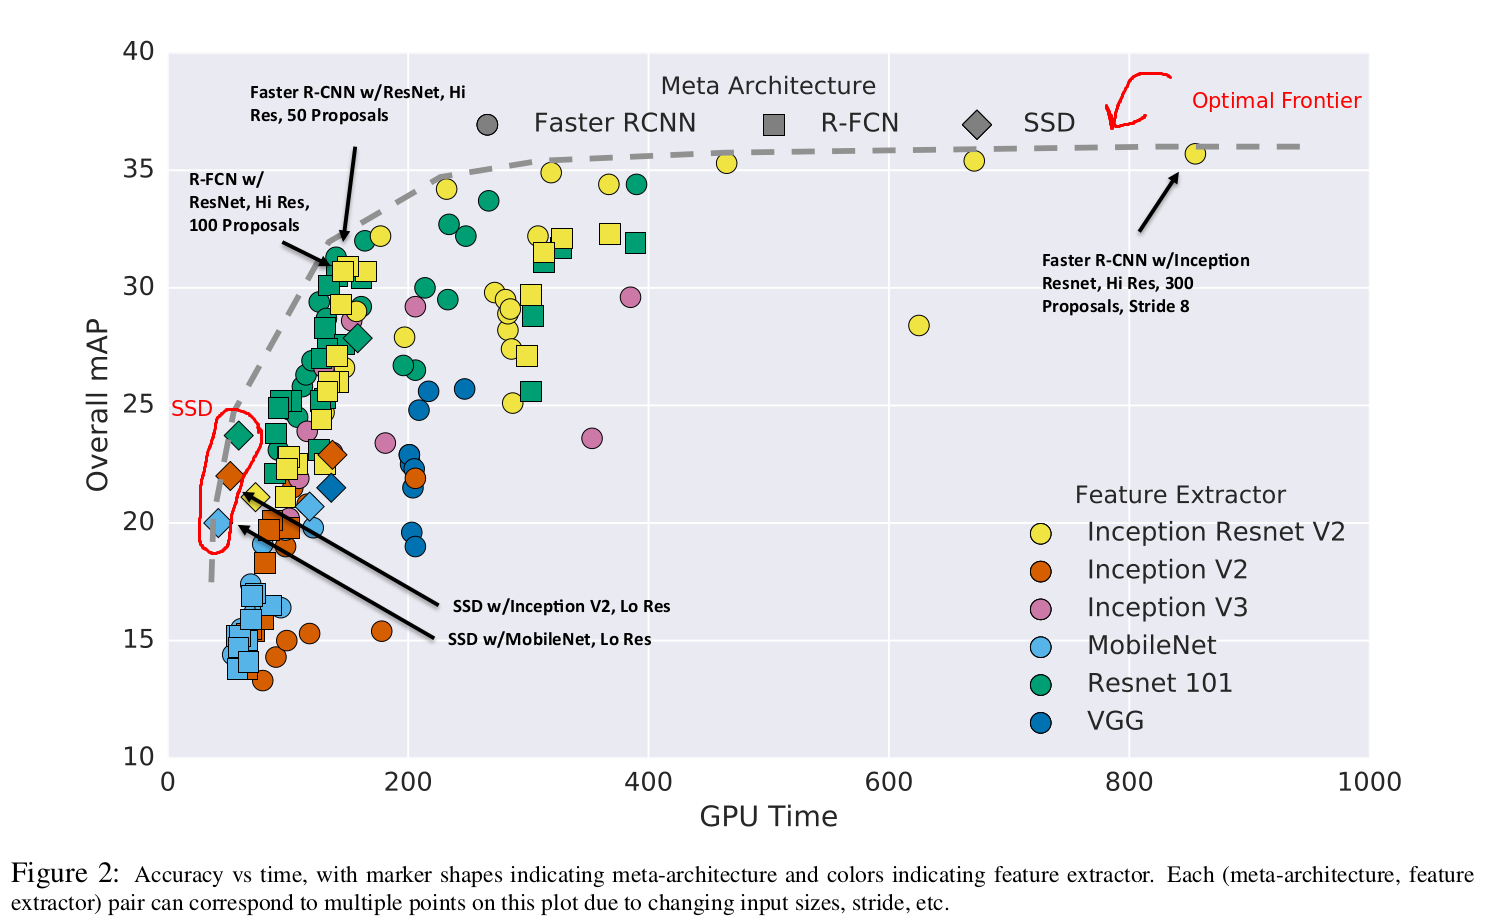 40
Faster R-CNN w/ResNet, Hi
Res, 50 Proposals
Meta Architecture
Optimal Frontier
Faster RCNN
R-FCN
SSD
35
R-FCN w/
ResNet, Hi Res,
100 Proposals
Overall mAP
30
Faster R-CNN w/Inception
Resnet, Hi Res, 300
Proposals, Stride 8
25
SSD
Feature Extractor
20
Inception Resnet V2
Inception V2
Inception V3
MobileNet
Resnet 101
VGG
SSD w/Inception V2, Lo Res
SSD w/MobileNet, Lo Res
15
10
0 200 400 600 800 1000
GPU Time
Figure 2: Accuracy vs time, with marker shapes indicating meta-architecture and colors indicating feature extractor. Each (meta-architecture, feature
extractor) pair can correspond to multiple points on this plot due to changing input sizes, stride, etc.